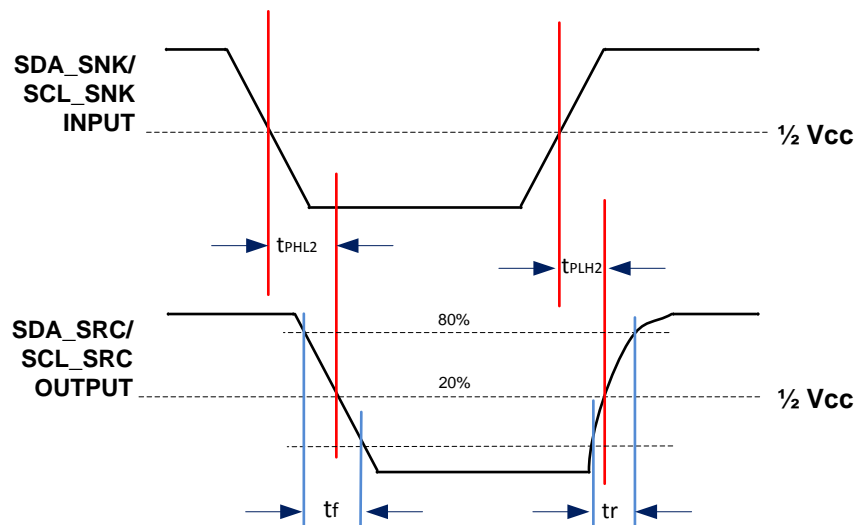 SDA_SNK/
SCL_SNK
INPUT
½ Vcc
tPHL2
tPLH2
SDA_SRC/
SCL_SRC
OUTPUT
80%
20%
½ Vcc
tf
tr